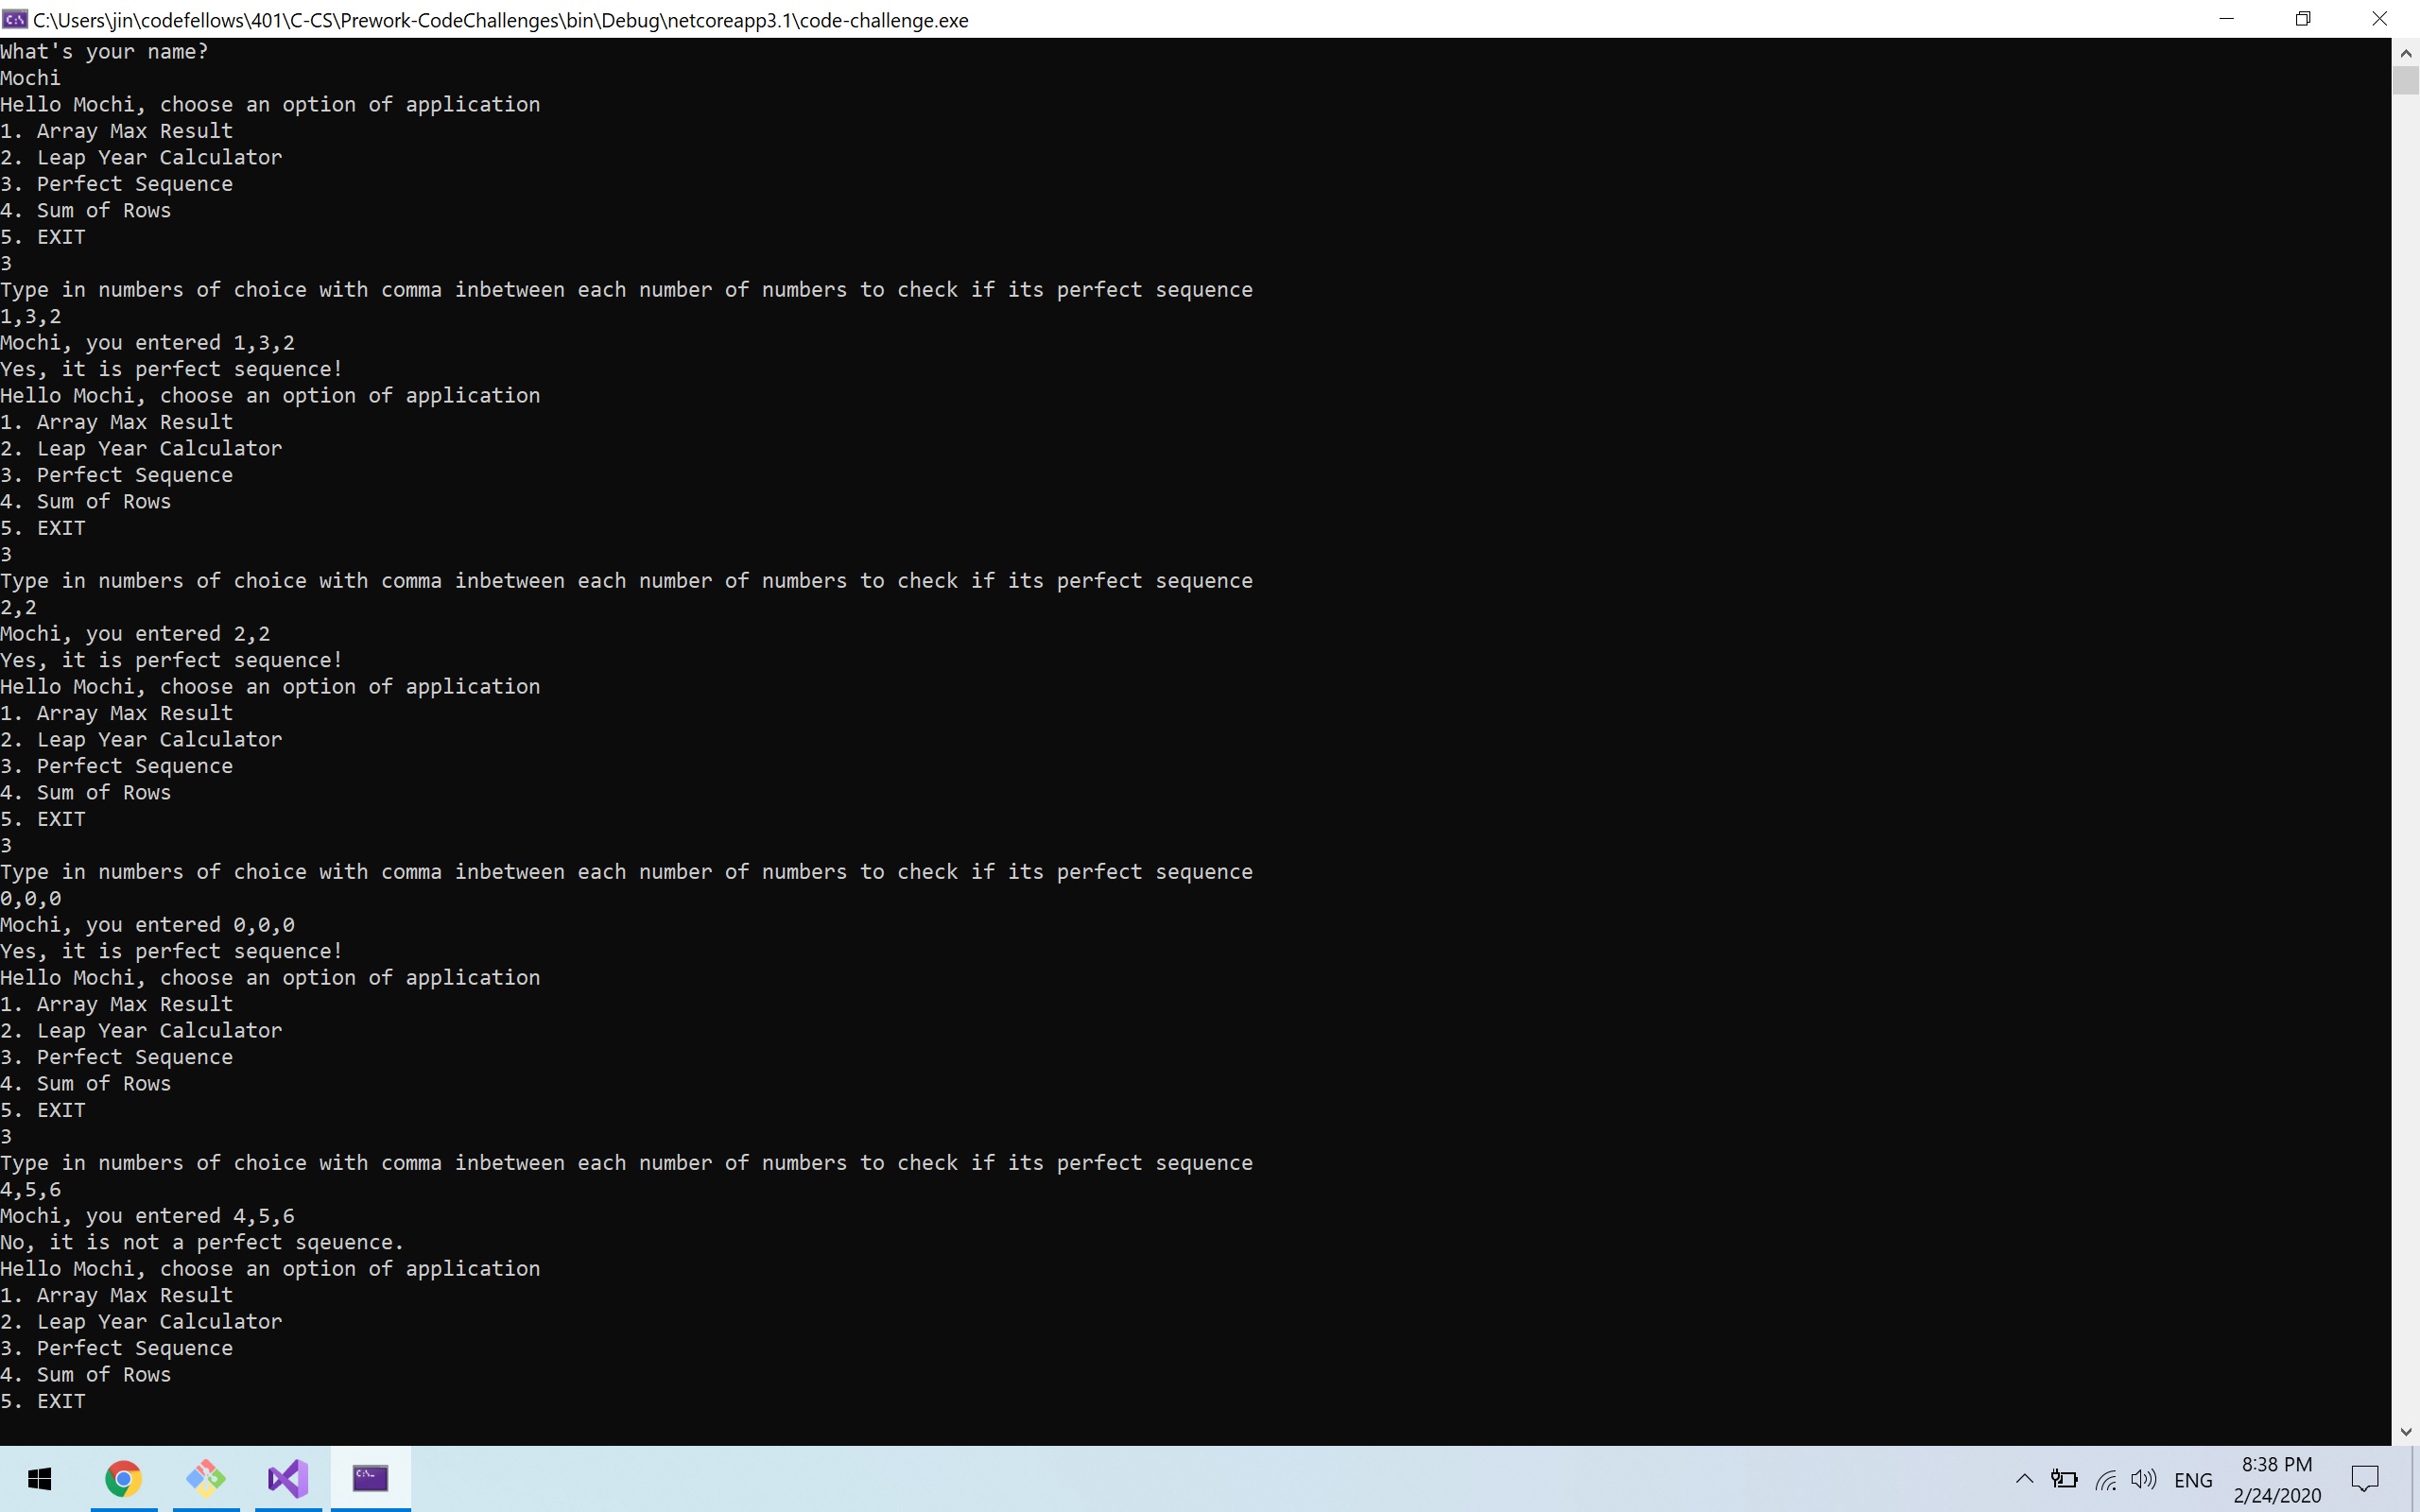 C:\Users\jin\codefellows\401\C-CS\Prework-CodeChallenges\bin\Debug\netcoreapp3.1\code-challenge.exe
What's your name?
Mochi
Hello Mochi, choose an option of application
1. Array Max Result
2. Leap Year Calculator
3. Perfect Sequence
4. Sum of Rows
5. EXIT
3
Type in numbers of choice with comma inbetween each number of numbers to check if its perfect sequence
1,3,2
Mochi, you entered 1,3,2
Yes, it is perfect sequence!
Hello Mochi, choose an option of application
1. Array Max Result
2. Leap Year Calculator
3. Perfect Sequence
4. Sum of Rows
5. EXIT
3
Type in numbers of choice with comma inbetween each number of numbers to check if its perfect sequence
2,2
Mochi, you entered 2,2
Yes, it is perfect sequence!
Hello Mochi, choose an option of application
1. Array Max Result
2. Leap Year Calculator
3. Perfect Sequence
4. Sum of Rows
5. EXIT
3
Type in numbers of choice with comma inbetween each number of numbers to check if its perfect sequence
0,0,0
Mochi, you entered 0,0,0
Yes, it is perfect sequence!
Hello Mochi, choose an option of application
1. Array Max Result
2. Leap Year Calculator
3. Perfect Sequence
4. Sum of Rows
5. EXIT
3
Type in numbers of choice with comma inbetween each number of numbers to check if its perfect sequence
4,5,6
Mochi, you entered 4,5,6
No, it is not a perfect sqeuence.
Hello Mochi, choose an option of application
1. Array Max Result
2. Leap Year Calculator
3. Perfect Sequence
4. Sum of Rows
5. EXIT
ENG
8:38 PM
2/24/2020